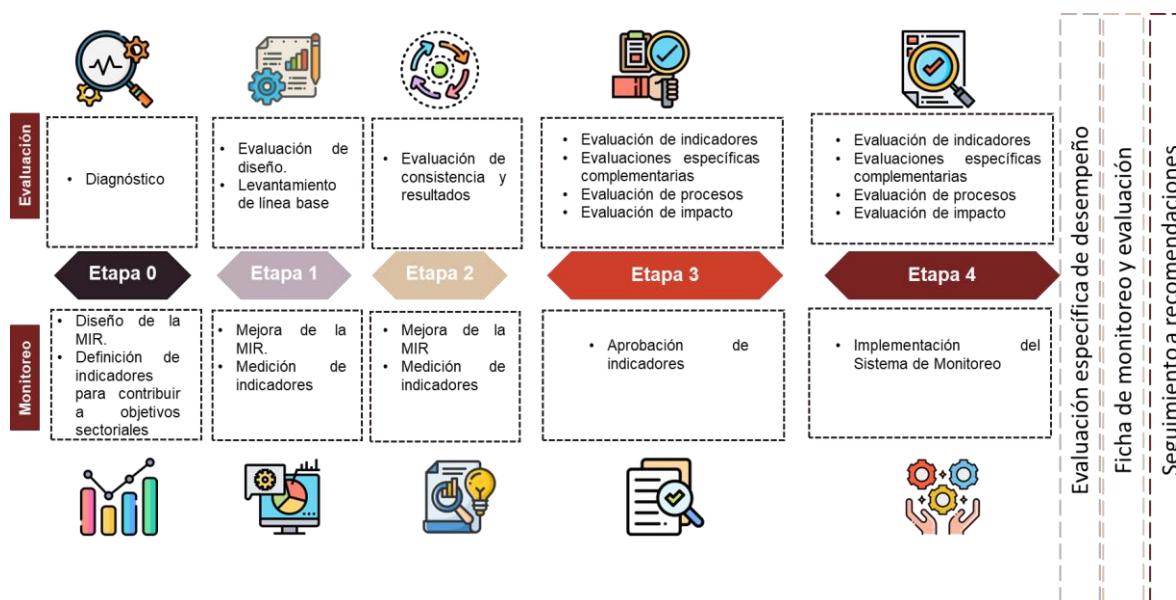 Evaluación
• Diagnóstico
• Evaluación de
diseño.
• Levantamiento
de línea base
• Evaluación de
consistencia y
resultados
• Evaluación de indicadores
• Evaluaciones específicas
complementarias
• Evaluación de procesos
• Evaluación de impacto
• Evaluación de indicadores
• Evaluaciones específicas
complementarias
• Evaluación de procesos
• Evaluación de impacto
Etapa 0
Etapa 1
Etapa 2
Etapa 3
Etapa 4
Monitoreo
• Diseño de la
MIR.
• Definición de
indicadores
para contribuir
a objetivos
sectoriales
• Mejora de la
MIR.
• Medición de
indicadores
• Mejora de la
MIR
• Medición de
indicadores
• Aprobación de
indicadores
• Implementación del
Sistema de Monitoreo
Evaluación específica de desempeño
Ficha de monitoreo y evaluación
Seguimiento a recomendaciones